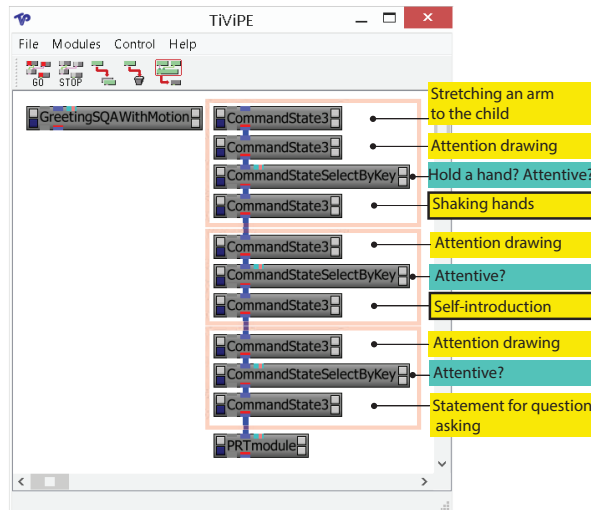 TiViPE
File Modules Control Help
GO STOP
GreetingSQAWithMotion
CommandState3
Stretching an arm
to the child
CommandState3
Attention drawing
CommandStateSelectByKey
Hold a hand? Attentive?
CommandState3
Shaking hands
CommandState3
Attention drawing
CommandStateSelectByKey
Attentive?
CommandState3
Self-introduction
CommandState3
Attention drawing
CommandStateSelectByKey
Attentive?
CommandState3
Statement for question
asking
PRTmodule